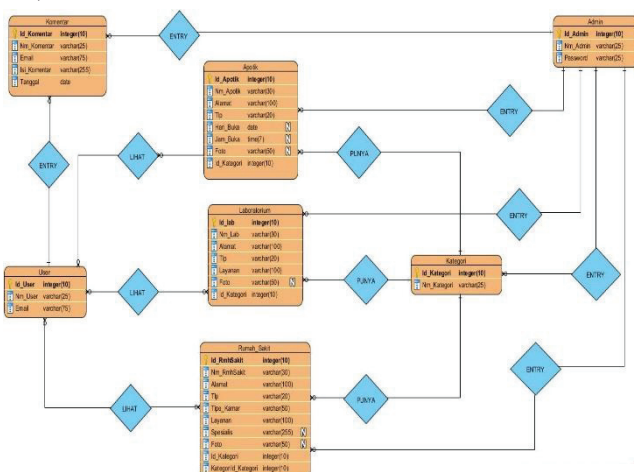 Komentar
Id_Komentar integer(10)
Nm_Komentar varchar(25)
Email varchar(75)
Isi_Komentar varchar(255)
Tanggal date
ENTRY
Admin
Id_Admin integer(10)
Nm_Admin varchar(25)
Password varchar(25)
Apotik
Id_Apotik integer(10)
Nm_Apotik varchar(30)
Alamat varchar(100)
Tlp varchar(20)
Hari_Buka date N
Jam_Buka time(7) N
Foto varchar(50) N
Id_Kategori integer(10)
ENTRY
ENTRY
LIHAT
PUNYA
Laboratorium
Id_lab integer(10)
Nm_Lab varchar(30)
Alamat varchar(100)
Tlp varchar(20)
Layanan varchar(100)
Foto varchar(50) N
Id_Kategori integer(10)
ENTRY
User
Id_User integer(10)
Nm_User varchar(25)
Email varchar(75)
LIHAT
PUNYA
Kategori
Id_Kategori integer(10)
Nm_Kategori varchar(25)
ENTRY
Rumah_Sakit
Id_RmhSakit integer(10)
Nm_RmhSakit varchar(30)
Alamat varchar(100)
Tlp varchar(20)
Tipe_Kamar varchar(50)
Layanan varchar(100)
Spesialis varchar(255) N
Foto varchar(50) N
Id_Kategori integer(10)
KategoriId_Kategori integer(10)
LIHAT
PUNYA
ENTRY